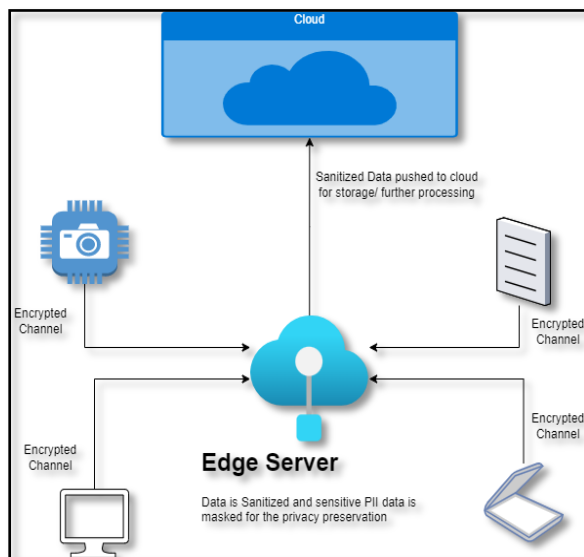 Cloud
Sanitized Data pushed to cloud
for storage/ further processing
Encrypted
Channel
Encrypted
Channel
Encrypted
Channel
Encrypted
Channel
Edge Server
Data is Sanitized and sensitive PII data is
masked for the privacy preservation